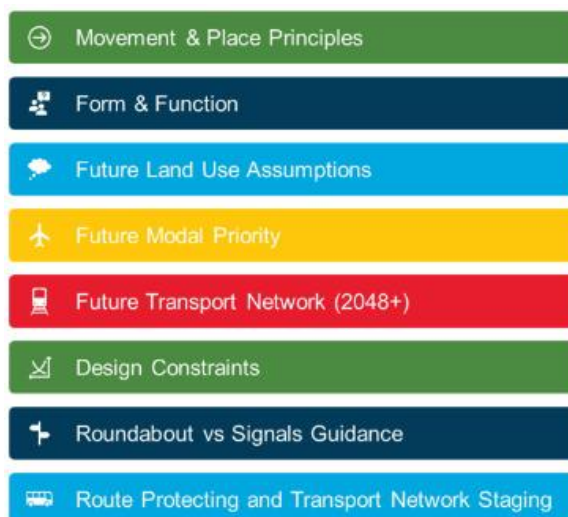 Movement & Place Principles
Form & Function
Future Land Use Assumptions
Future Modal Priority
Future Transport Network (2048+)
Design Constraints
Roundabout vs Signals Guidance
Route Protecting and Transport Network Staging